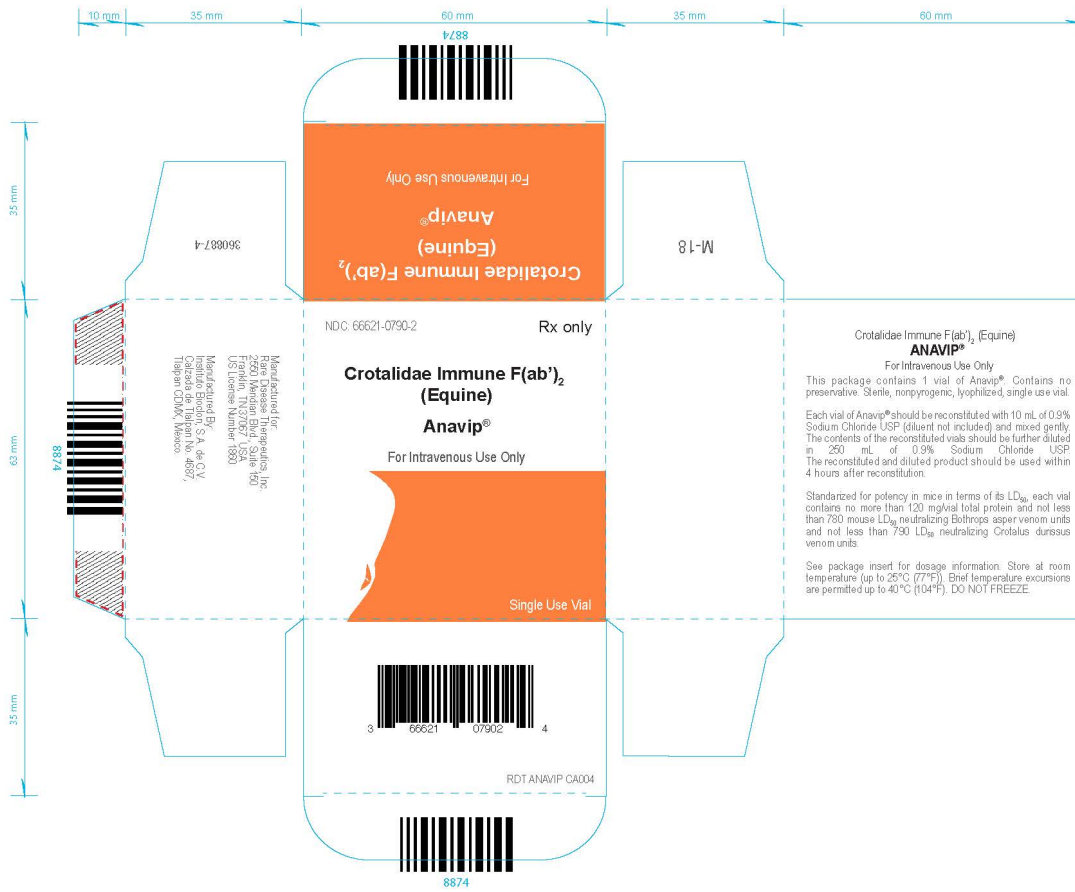 10 mm
35 mm
60 mm
35 mm
60 mm
8874
35 mm
63 mm
35 mm
For Intravenous Use Only
Anavip®
(Equine)
Crotalidae Immune F(ab’)₂
360887-4
M-18
NDC: 66621-0790-2
Rx only
Crotalidae Immune F(ab’)₂
(Equine)
Anavip®
For Intravenous Use Only
Single Use Vial
Manufactured for:
Rare Disease Therapeutics, Inc.
2550 Meridian Blvd., Suite 150
Franklin, TN 37067 USA
US License Number 1860
Manufactured By:
Instituto Bioclon, S.A. de C.V.
Calzada de Tlalpan No. 4687,
Tlalpan CDMX, México.
8874
Crotalidae Immune F(ab’)₂ (Equine)
ANAVIP®
For Intravenous Use Only
This package contains 1 vial of Anavip®. Contains no
preservative. Sterile, nonpyrogenic, lyophilized, single use vial.
Each vial of Anavip® should be reconstituted with 10 mL of 0.9%
Sodium Chloride USP (diluent not included) and mixed gently.
The contents of the reconstituted vials should be further diluted
in 250 mL of 0.9% Sodium Chloride USP.
The reconstituted and diluted product should be used within
4 hours after reconstitution.
Standarized for potency in mice in terms of its LD₅₀, each vial
contains no more than 120 mg/vial total protein and not less
than 780 mouse LD₅₀ neutralizing Bothrops asper venom units
and not less than 790 LD₅₀ neutralizing Crotalus durissus
venom units.
See package insert for dosage information. Store at room
temperature (up to 25°C (77°F)). Brief temperature excursions
are permitted up to 40°C (104°F). DO NOT FREEZE.
3 66621 07902 4
RDT ANAVIP CA004
8874